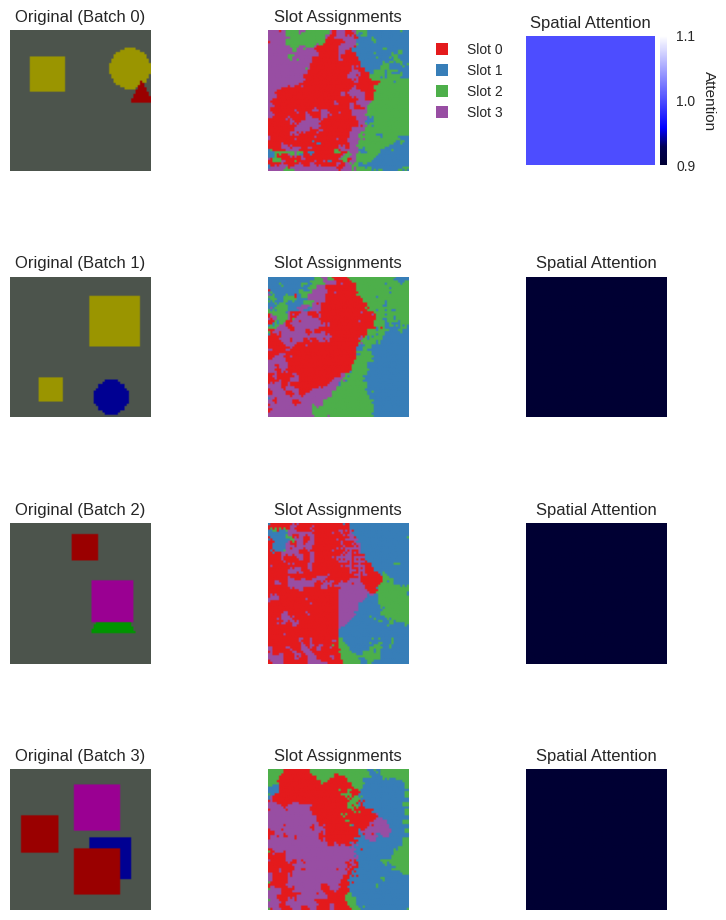 Original (Batch 0)
Slot Assignments
Spatial Attention
Slot 0
Slot 1
Slot 2
Slot 3
1.1
1.0
0.9
Attention
Original (Batch 1)
Slot Assignments
Spatial Attention
Original (Batch 2)
Slot Assignments
Spatial Attention
Original (Batch 3)
Slot Assignments
Spatial Attention